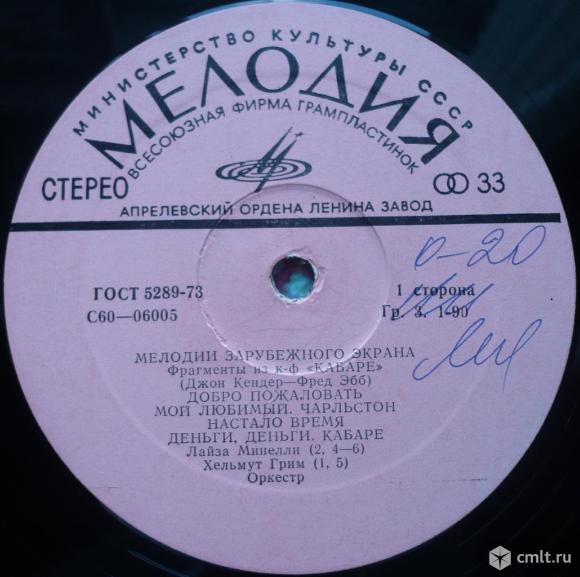 МИНИСТЕРСТВО КУЛЬТУРЫ СССР
МЕЛОДИЯ
ВСЕСОЮЗНАЯ ФИРМА ГРАМПЛАСТИНОК
СТЕРЕО
33
АПРЕЛЕВСКИЙ ОРДЕНА ЛЕНИНА ЗАВОД
0-20
ГОСТ 5289-73
1 сторона
С60—06005
Гр. 3. 1-90
МЕЛОДИИ ЗАРУБЕЖНОГО ЭКРАНА
Фрагменты из к-ф «КАБАРЕ»
(Джон Кендер—Фред Эбб)
ДОБРО ПОЖАЛОВАТЬ
МОЙ ЛЮБИМЫЙ. ЧАРЛЬСТОН
НАСТАЛО ВРЕМЯ
ДЕНЬГИ, ДЕНЬГИ. КАБАРЕ
Лайза Минелли (2, 4—6)
Хельмут Грим (1, 5)
Оркестр
cmlt.ru